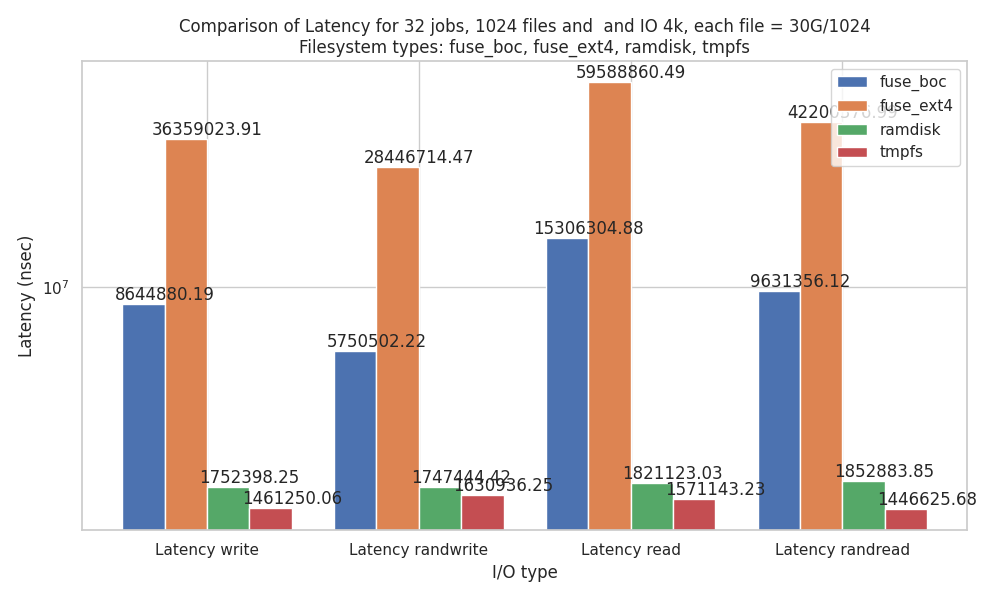 Comparison of Latency for 32 jobs, 1024 files and  and IO 4k, each file = 30G/1024
Filesystem types: fuse_boc, fuse_ext4, ramdisk, tmpfs
59588860.49
fuse_boc
fuse_ext4
ramdisk
tmpfs
42200376.99
36359023.91
28446714.47
15306304.88
8644880.19
9631356.12
5750502.22
1752398.25
1461250.06
1747444.42
1630936.25
1821123.03
1571143.23
1852883.85
1446625.68
10⁷
Latency (nsec)
Latency write
Latency randwrite
Latency read
Latency randread
I/O type